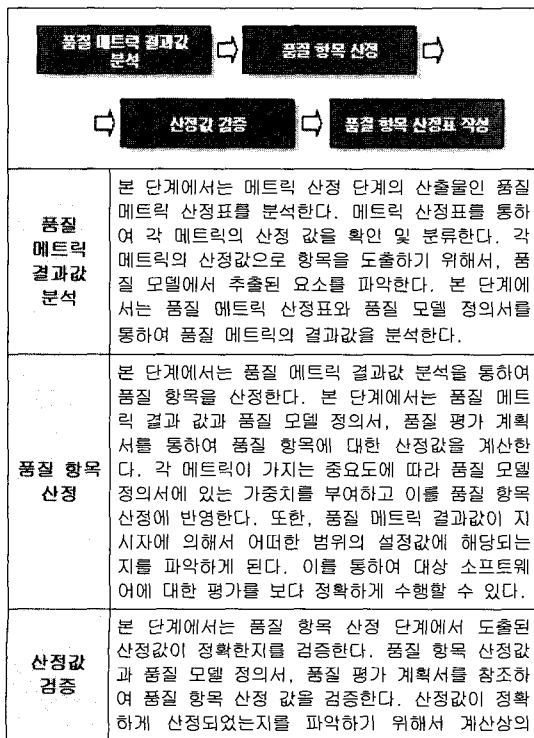 품질 메트릭 결과값
분석
품질 항목 산정
산정값 검증
품질 항목 산정표 작성
품질
메트릭
결과값
분석
본 단계에서는 메트릭 산정 단계의 산출물인 품질
메트릭 산정표를 분석한다. 메트릭 산정표를 통하
여 각 메트릭의 산정 값을 확인 및 분류한다. 각
메트릭의 산정값으로 항목을 도출하기 위해서, 품
질 모델에서 추출된 요소를 파악한다. 본 단계에
서는 품질 메트릭 산정표와 품질 모델 정의서를
통하여 품질 메트릭의 결과값을 분석한다.
품질 항목
산정
본 단계에서는 품질 메트릭 결과값 분석을 통하여
품질 항목을 산정한다. 본 단계에서는 품질 메트
릭 결과 값과 품질 모델 정의서, 품질 평가 계획
서를 통하여 품질 항목에 대한 산정값을 계산한
다. 각 메트릭이 가지는 중요도에 따라 품질 모델
정의서에 있는 가중치를 부여하고 이를 품질 항목
산정에 반영한다. 또한, 품질 메트릭 결과값이 지
시자에 의해서 어떠한 범위의 설정값에 해당되는
지를 파악하게 된다. 이를 통하여 대상 소프트웨
어에 대한 평가를 보다 정확하게 수행할 수 있다.
산정값
검증
본 단계에서는 품질 항목 산정 단계에서 도출된
산정값이 정확한지를 검증한다. 품질 항목 산정값
과 품질 모델 정의서, 품질 평가 계획서를 참조하
여 품질 항목 산정 값을 검증한다. 산정값이 정확
하게 산정되었는지를 파악하기 위해서 계산상의